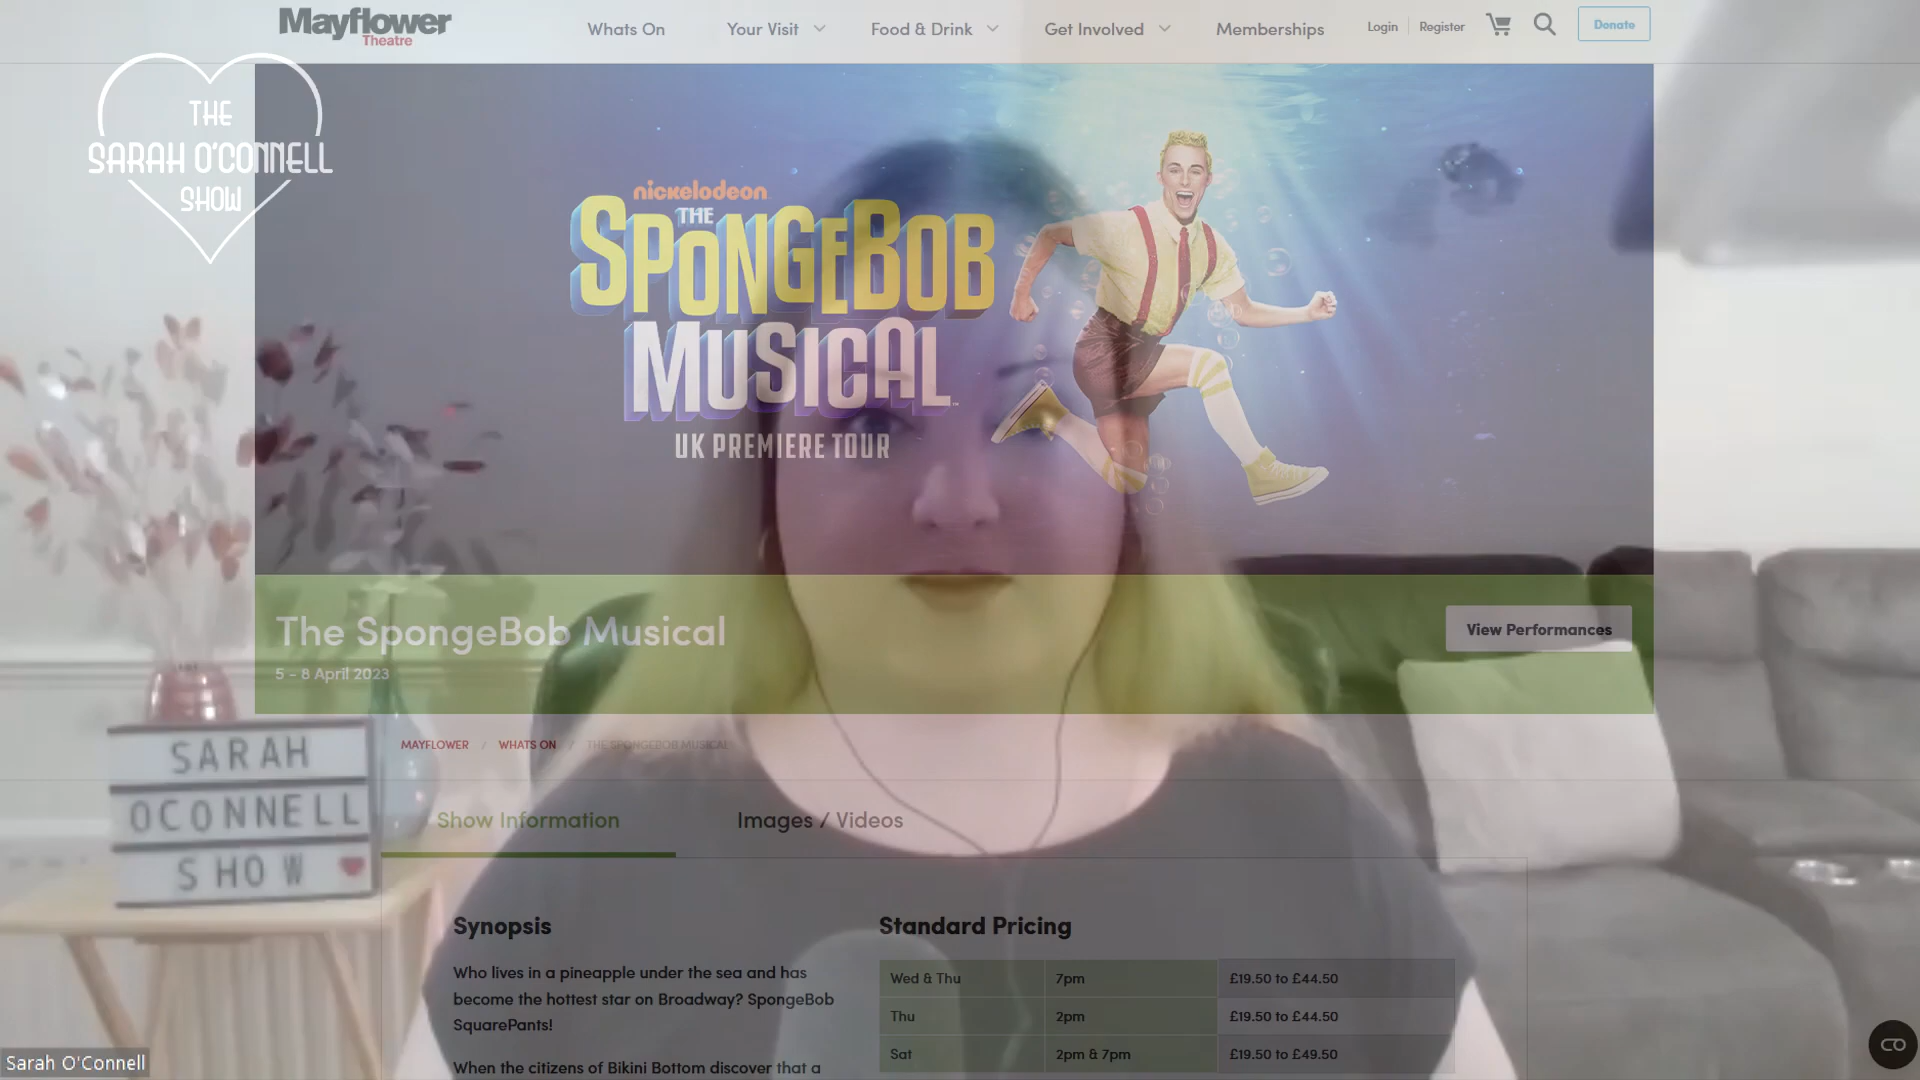 Mayflower
Theatre
Whats On
Your Visit
Food & Drink
Get Involved
Memberships
Login
Register
Donate
THE
SARAH O'CONNELL
SHOW
nickelodeon
THE
SPONGEBOB
MUSICAL
UK PREMIERE TOUR
The SpongeBob Musical
5 - 8 April 2023
View Performances
MAYFLOWER / WHATS ON / THE SPONGEBOB MUSICAL
SARAH
OCONNELL
SHOW
Show Information
Images / Videos
Synopsis
Who lives in a pineapple under the sea and has
become the hottest star on Broadway? SpongeBob
SquarePants!
When the citizens of Bikini Bottom discover that a
Standard Pricing
Wed & Thu 7pm £19.50 to £44.50
Thu 2pm £19.50 to £44.50
Sat 2pm & 7pm £19.50 to £49.50
Sarah O'Connell